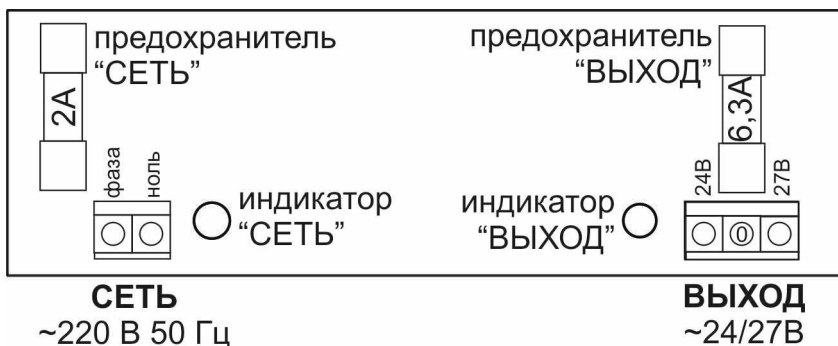 предохранитель
“СЕТЬ”
2А
фаза
ноль
индикатор
“СЕТЬ”
предохранитель
“ВЫХОД”
6,3А
24В
27В
индикатор
“ВЫХОД”
0
СЕТЬ
~220 В 50 Гц
ВЫХОД
~24/27В